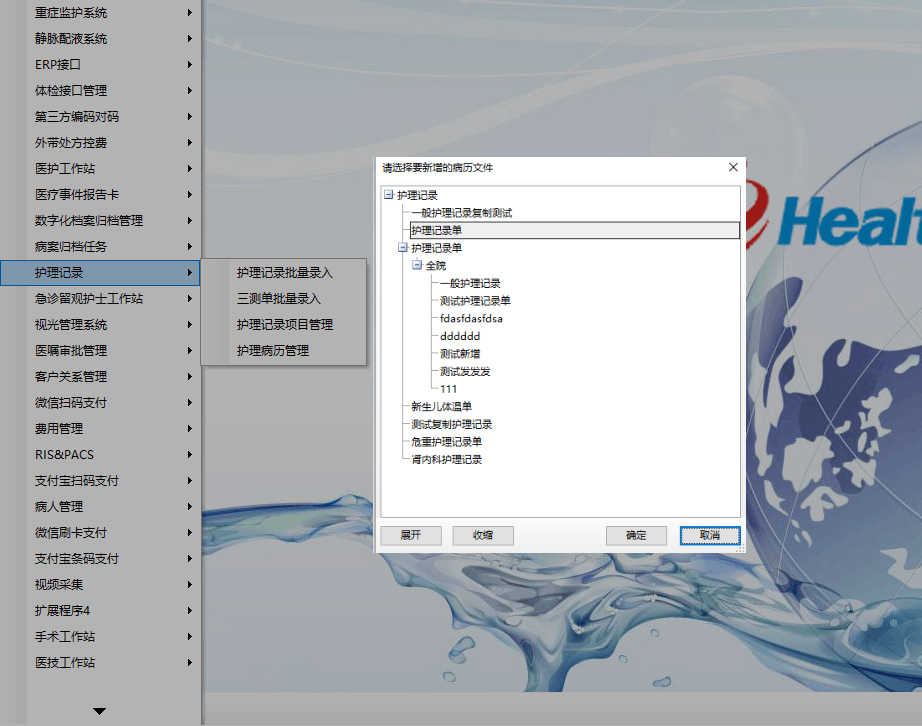 重症监护系统
静脉配液系统
ERP接口
体检接口管理
第三方编码对码
外带处方控费
医护工作站
医疗事件报告卡
数字化档案归档管理
病案归档任务
护理记录
急诊留观护士工作站
视光管理系统
医嘱审批管理
客户关系管理
微信扫码支付
费用管理
RIS&PACS
支付宝扫码支付
病人管理
微信刷卡支付
支付宝条码支付
视频采集
扩展程序4
手术工作站
医技工作站
护理记录批量录入
三测单批量录入
护理记录项目管理
护理病历管理
请选择要新增的病历文件
护理记录
一般护理记录复制测试
护理记录单
护理记录单
全院
一般护理记录
测试护理记录单
fdasfdasfdsa
dddddd
测试新增
测试发发发
111
新生儿体温单
测试复制护理记录
危重护理记录单
肾内科护理记录
展开
收缩
确定
取消